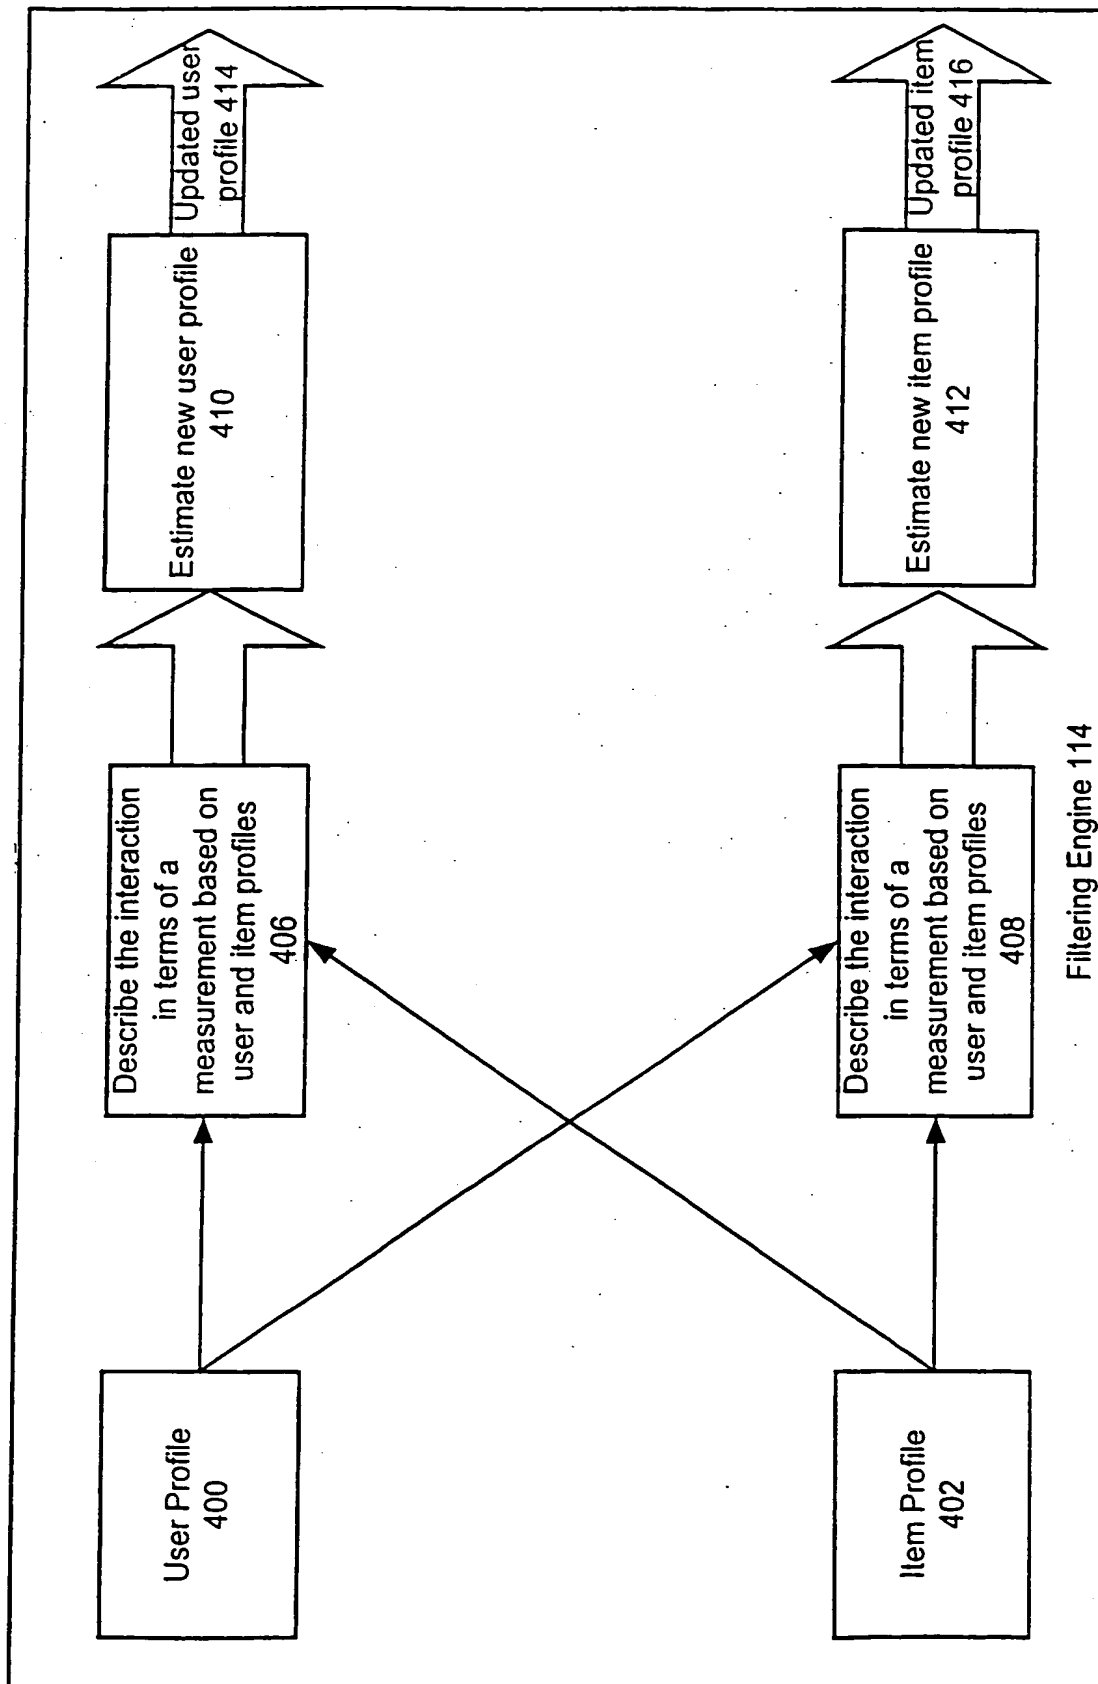 User Profile
400
Describe the interaction
in terms of a
measurement based on
user and item profiles
406
Estimate new user profile
410
Updated user
profile 414
Item Profile
402
Describe the interaction
in terms of a
measurement based on
user and item profiles
408
Estimate new item profile
412
Updated item
profile 416
Filtering Engine 114